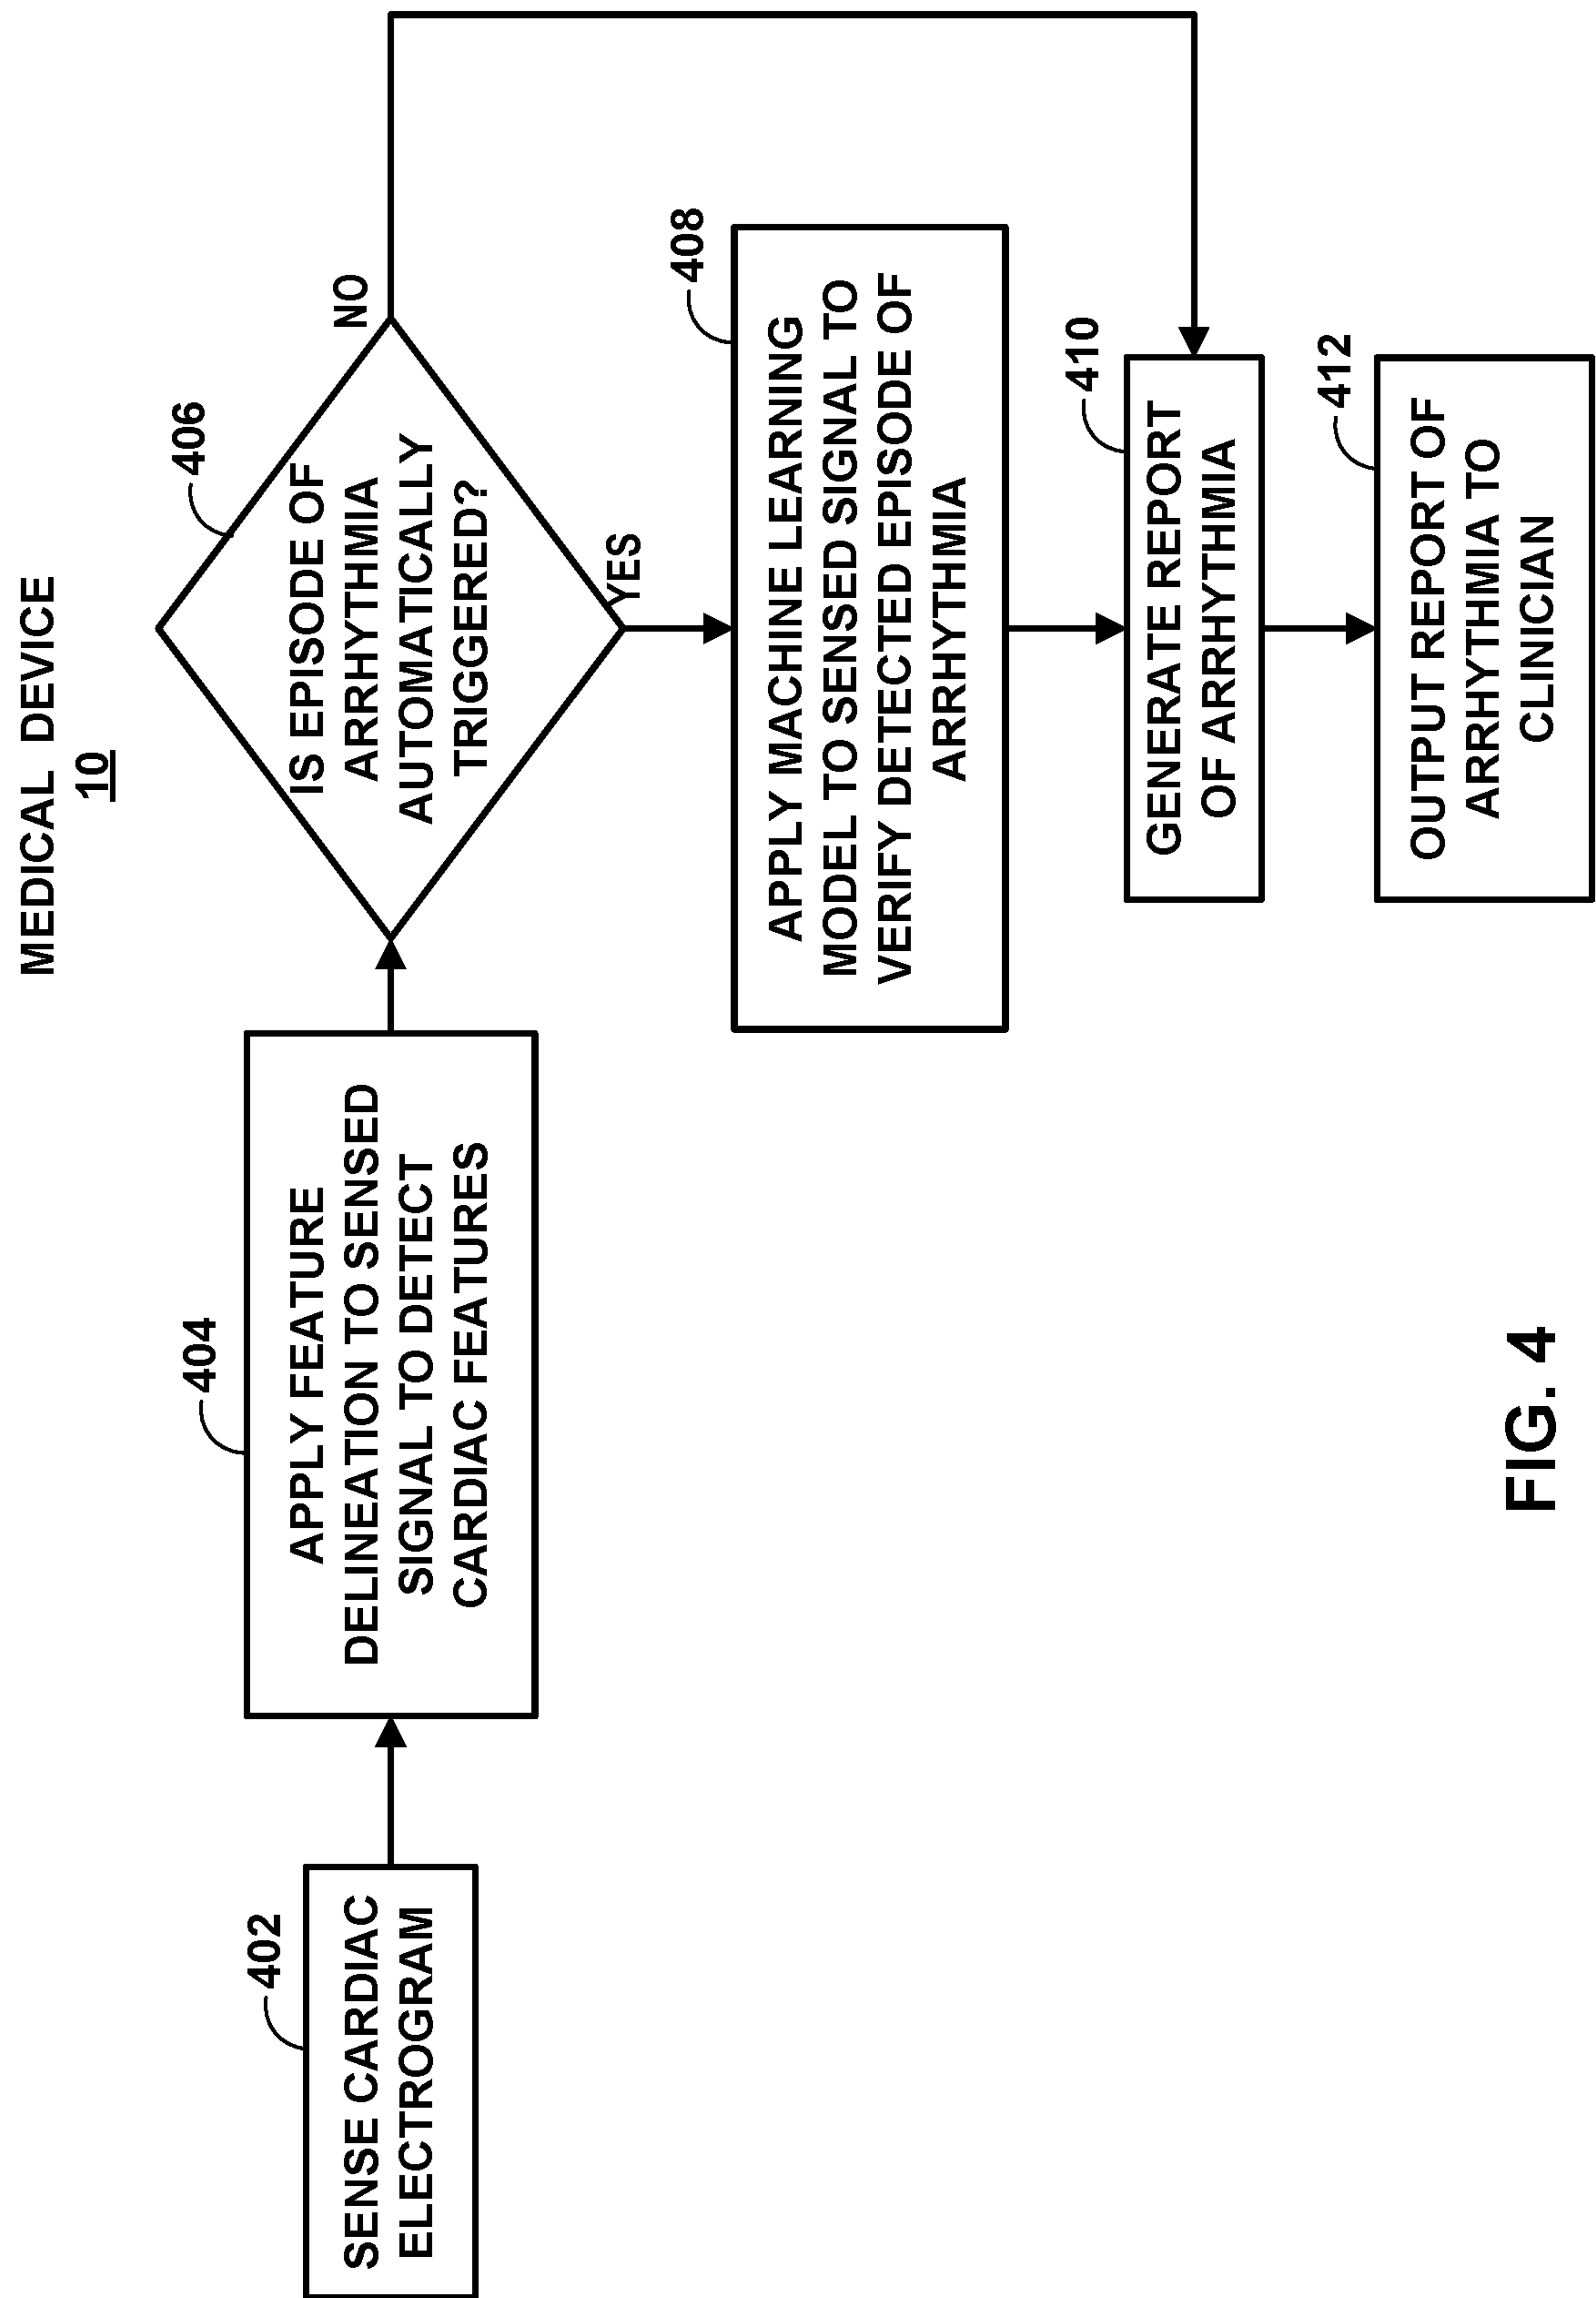 MEDICAL DEVICE
10
402
SENSE CARDIAC
ELECTROGRAM
404
APPLY FEATURE
DELINEATION TO SENSED
SIGNAL TO DETECT
CARDIAC FEATURES
406
IS EPISODE OF
ARRHYTHMIA
AUTOMATICALLY
TRIGGERED?
NO
YES
408
APPLY MACHINE LEARNING
MODEL TO SENSED SIGNAL TO
VERIFY DETECTED EPISODE OF
ARRHYTHMIA
410
GENERATE REPORT
OF ARRHYTHMIA
412
OUTPUT REPORT OF
ARRHYTHMIA TO
CLINICIAN
FIG. 4